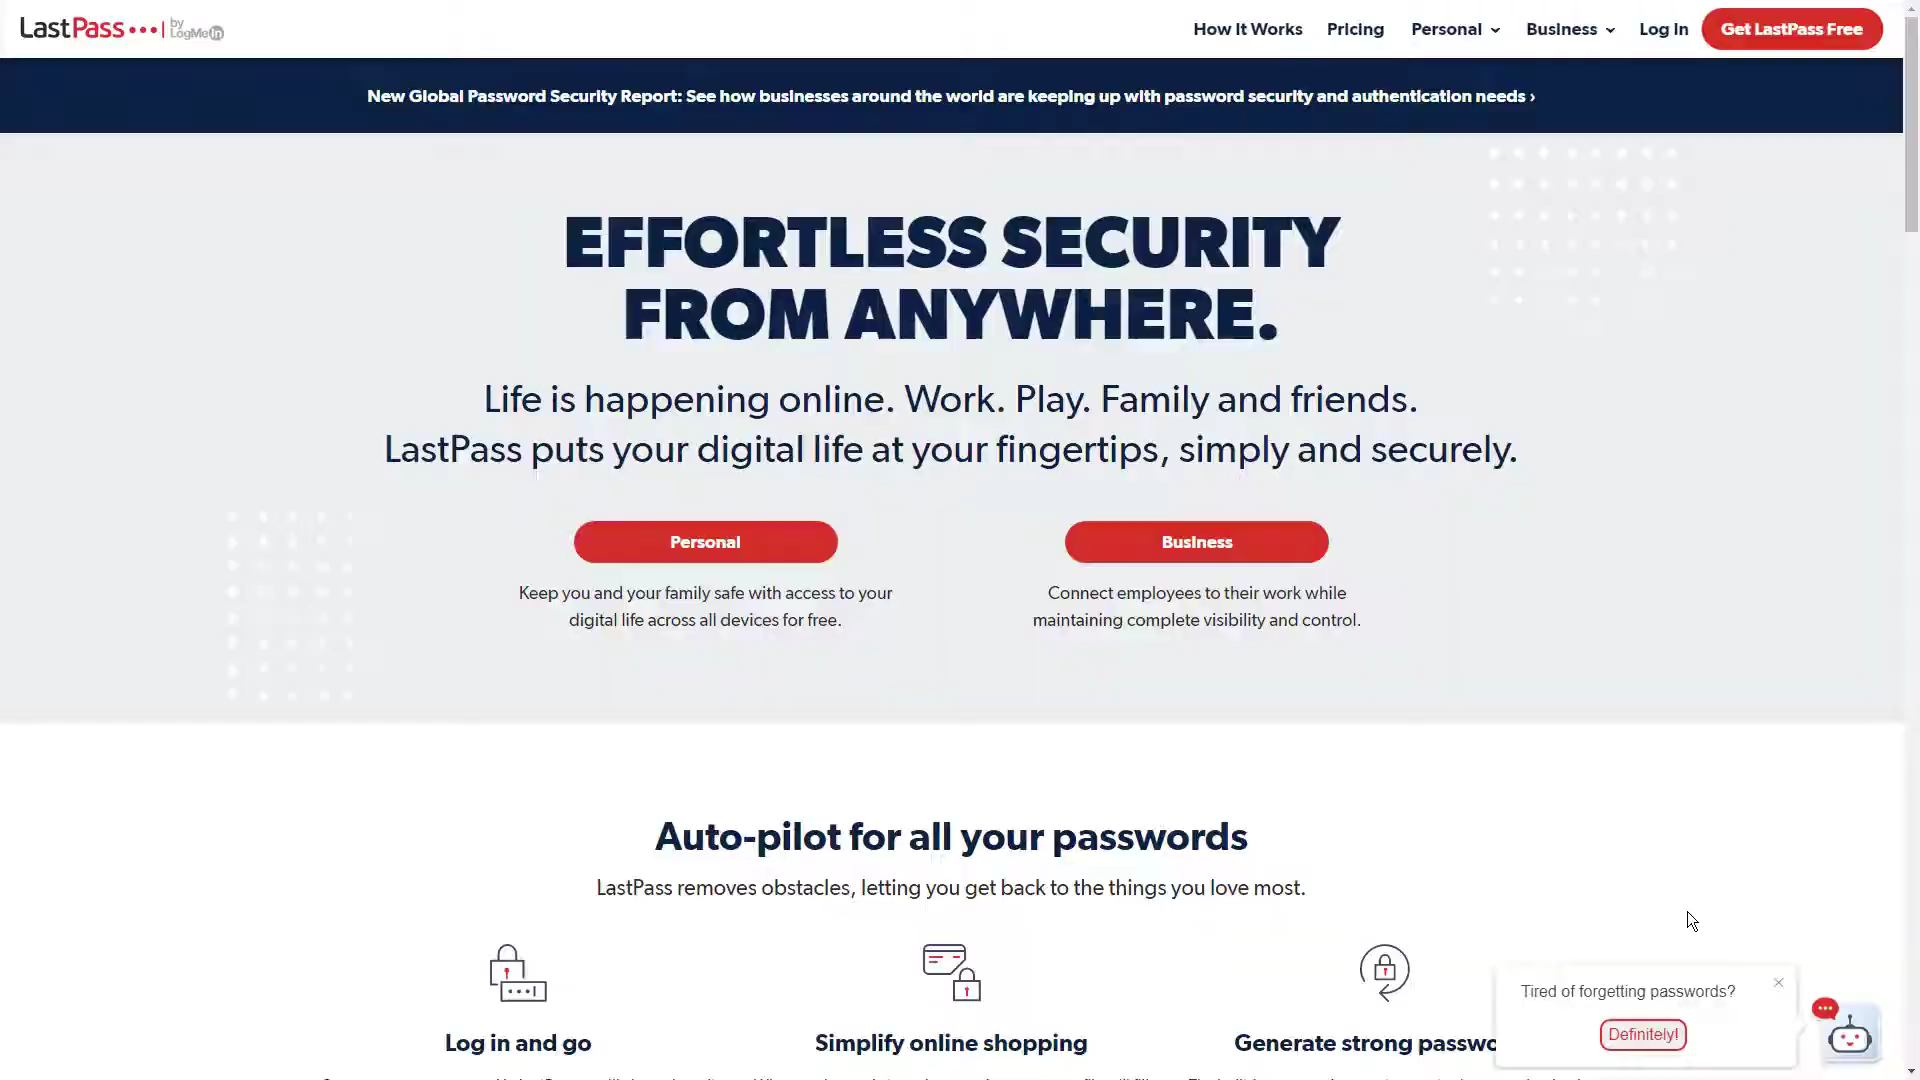 LastPass by LogMeIn
How It Works Pricing Personal Business Log In Get LastPass Free
New Global Password Security Report: See how businesses around the world are keeping up with password security and authentication needs ›
EFFORTLESS SECURITY
FROM ANYWHERE.
Life is happening online. Work. Play. Family and friends.
LastPass puts your digital life at your fingertips, simply and securely.
Personal
Keep you and your family safe with access to your
digital life across all devices for free.
Business
Connect employees to their work while
maintaining complete visibility and control.
Auto-pilot for all your passwords
LastPass removes obstacles, letting you get back to the things you love most.
Log in and go
Simplify online shopping
Generate strong passwo
Tired of forgetting passwords?
Definitely!